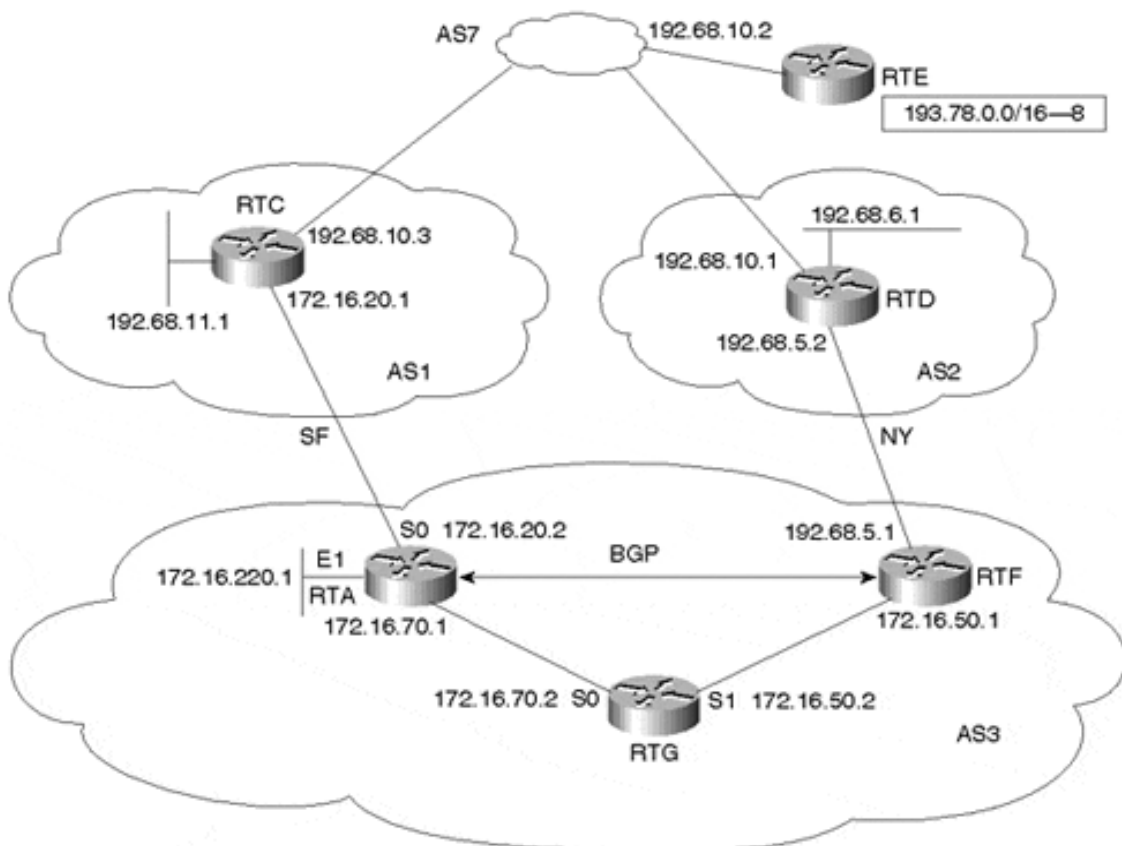 AS7
192.68.10.2
RTE
193.78.0.0/16—8
RTC
192.68.10.3
172.16.20.1
192.68.11.1
AS1
192.68.6.1
192.68.10.1
RTD
192.68.5.2
AS2
SF
NY
S0 172.16.20.2
192.68.5.1
BGP
E1
172.16.220.1
RTA
RTF
172.16.70.1
172.16.50.1
172.16.70.2 S0
S1 172.16.50.2
RTG
AS3